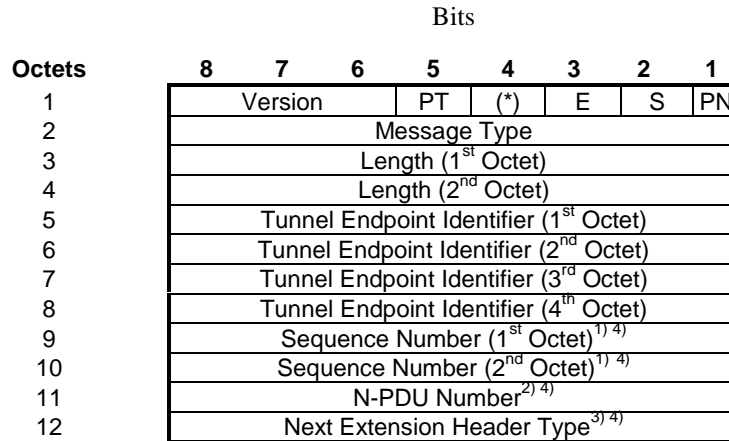 Bits
Octets 8 7 6 5 4 3 2 1
1 Version PT (*) E S PN
2 Message Type
3 Length (1st Octet)
4 Length (2nd Octet)
5 Tunnel Endpoint Identifier (1st Octet)
6 Tunnel Endpoint Identifier (2nd Octet)
7 Tunnel Endpoint Identifier (3rd Octet)
8 Tunnel Endpoint Identifier (4th Octet)
9 Sequence Number (1st Octet)1) 4)
10 Sequence Number (2nd Octet)1) 4)
11 N-PDU Number2) 4)
12 Next Extension Header Type3) 4)